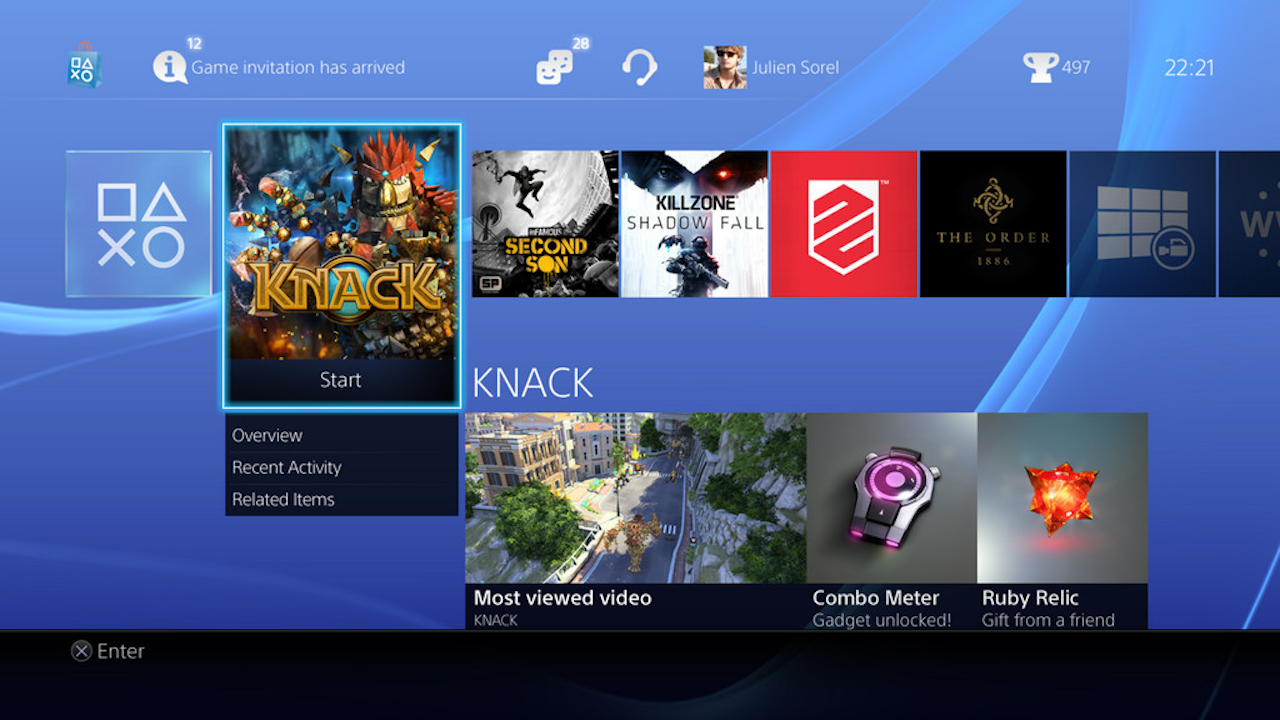 12
Game invitation has arrived
28
Julien Sorel
497
22:21
KNACK
Start
inFAMOUS
SECOND
SON
SP
KILLZONE
SHADOW FALL
™
THE ORDER
1886
W
KNACK
Overview
Recent Activity
Related Items
Most viewed video
KNACK
Combo Meter
Gadget unlocked!
Ruby Relic
Gift from a friend
Enter